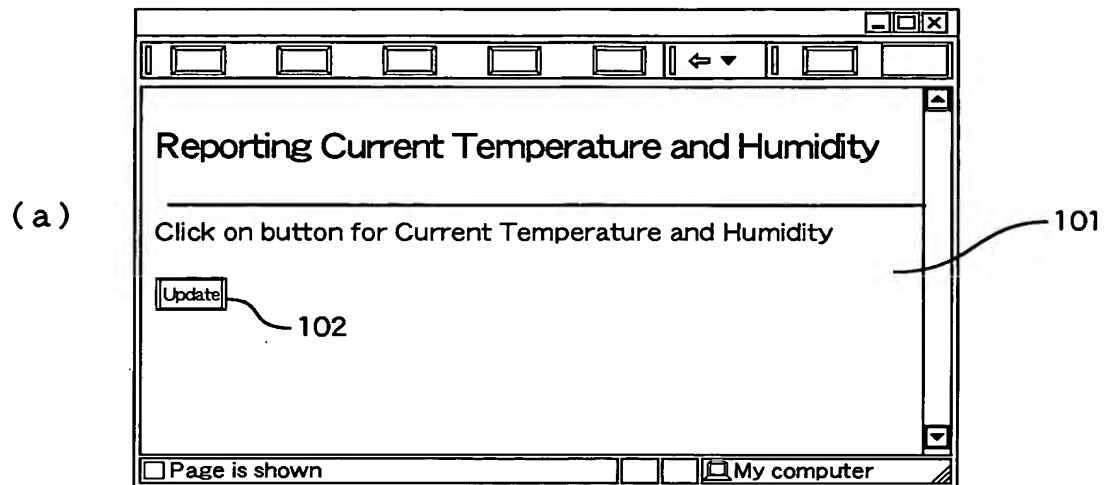 Reporting Current Temperature and Humidity
(a)
Click on button for Current Temperature and Humidity
101
Update
102
Page is shown
My computer